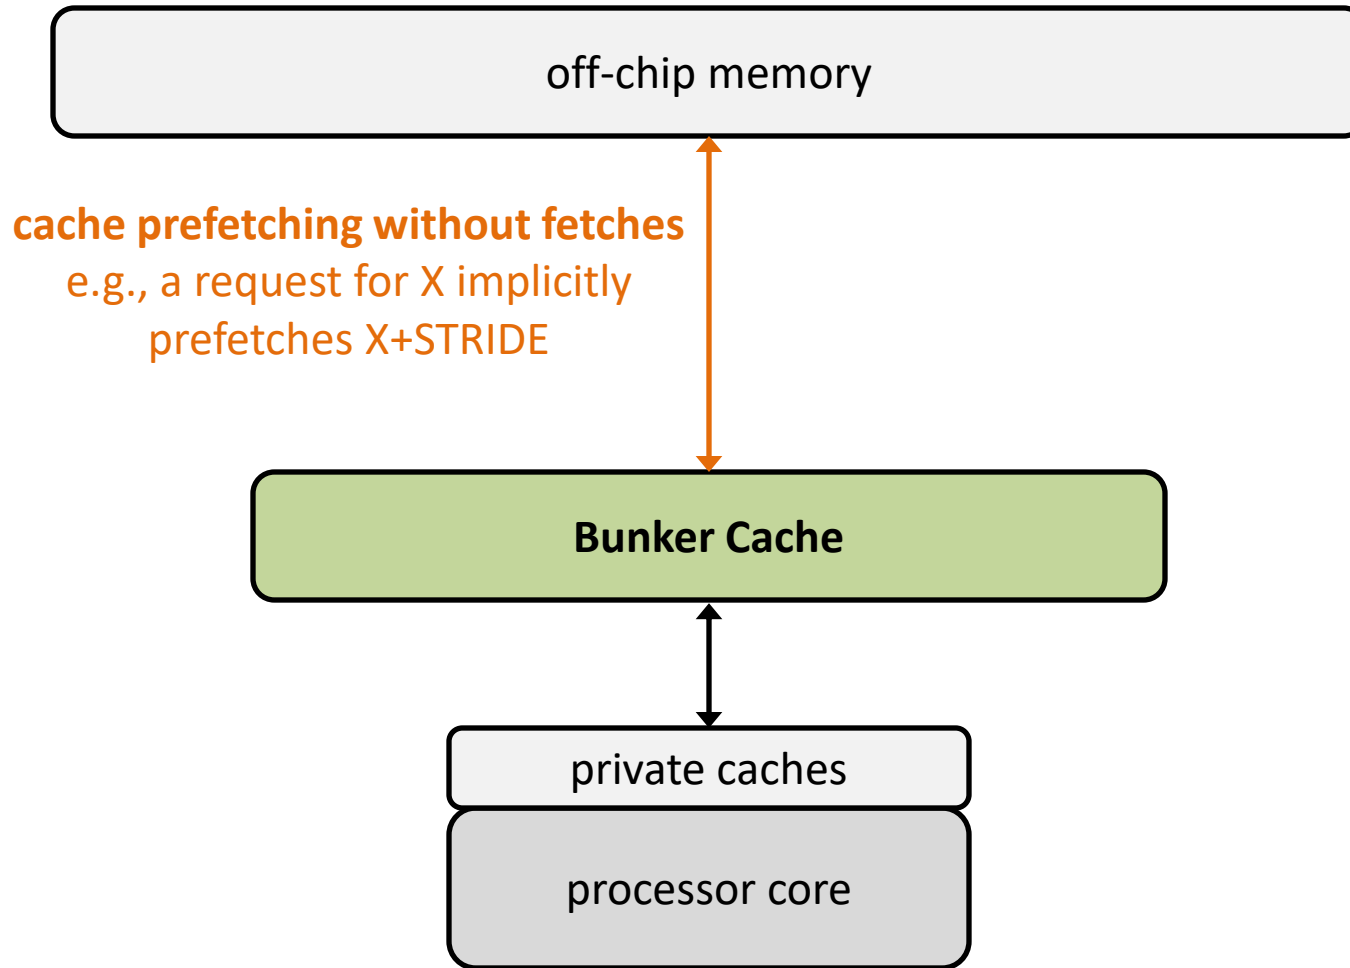 off-chip memory
cache prefetching without fetches
e.g., a request for X implicitly
prefetches X+STRIDE
Bunker Cache
private caches
processor core